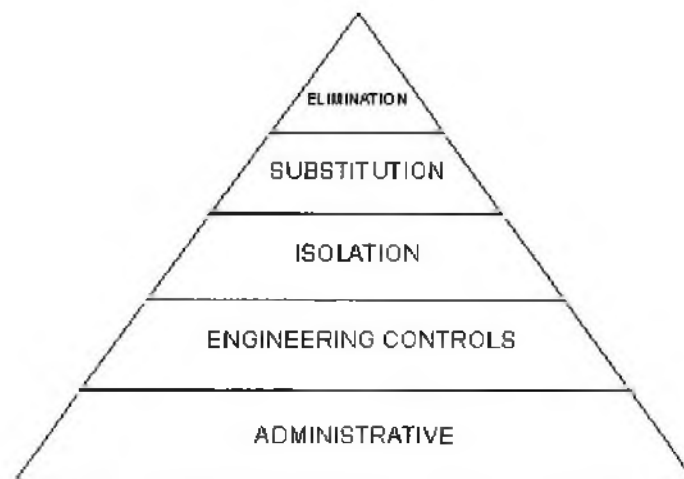 ELIMINATION
SUBSTITUTION
ISOLATION
ENGINEERING CONTROLS
ADMINISTRATIVE